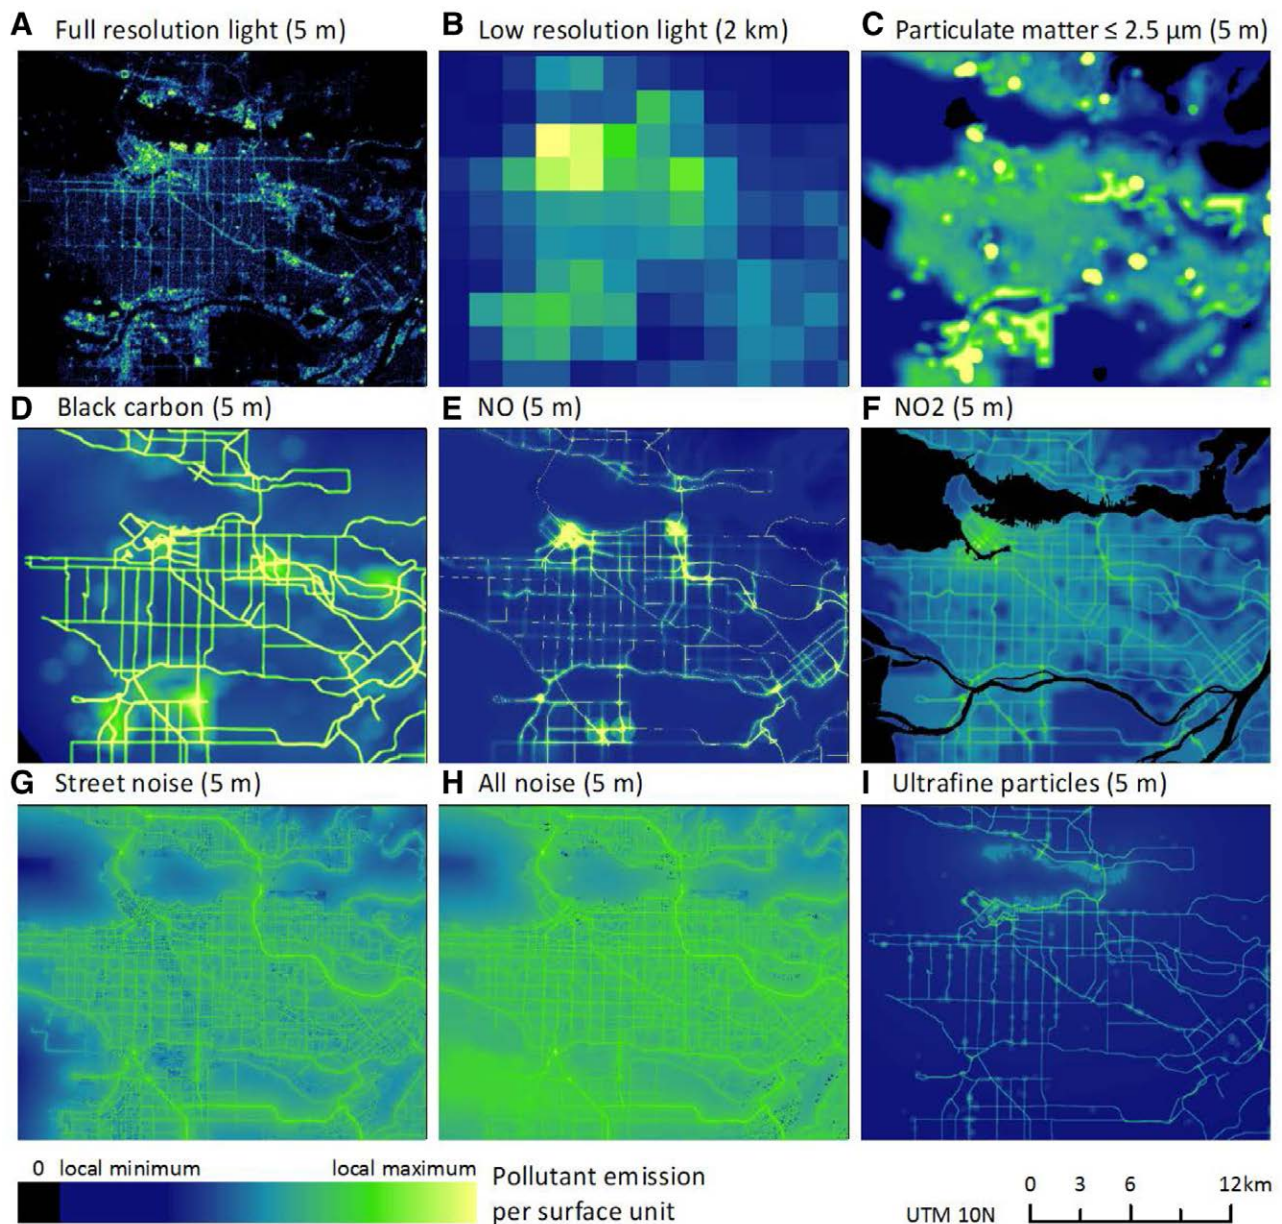 A Full resolution light (5 m)
B Low resolution light (2 km)
C Particulate matter ≤ 2.5 µm (5 m)
D Black carbon (5 m)
E NO (5 m)
F NO2 (5 m)
G Street noise (5 m)
H All noise (5 m)
I Ultrafine particles (5 m)
0 local minimum local maximum
Pollutant emission
per surface unit
0 3 6 12km
UTM 10N